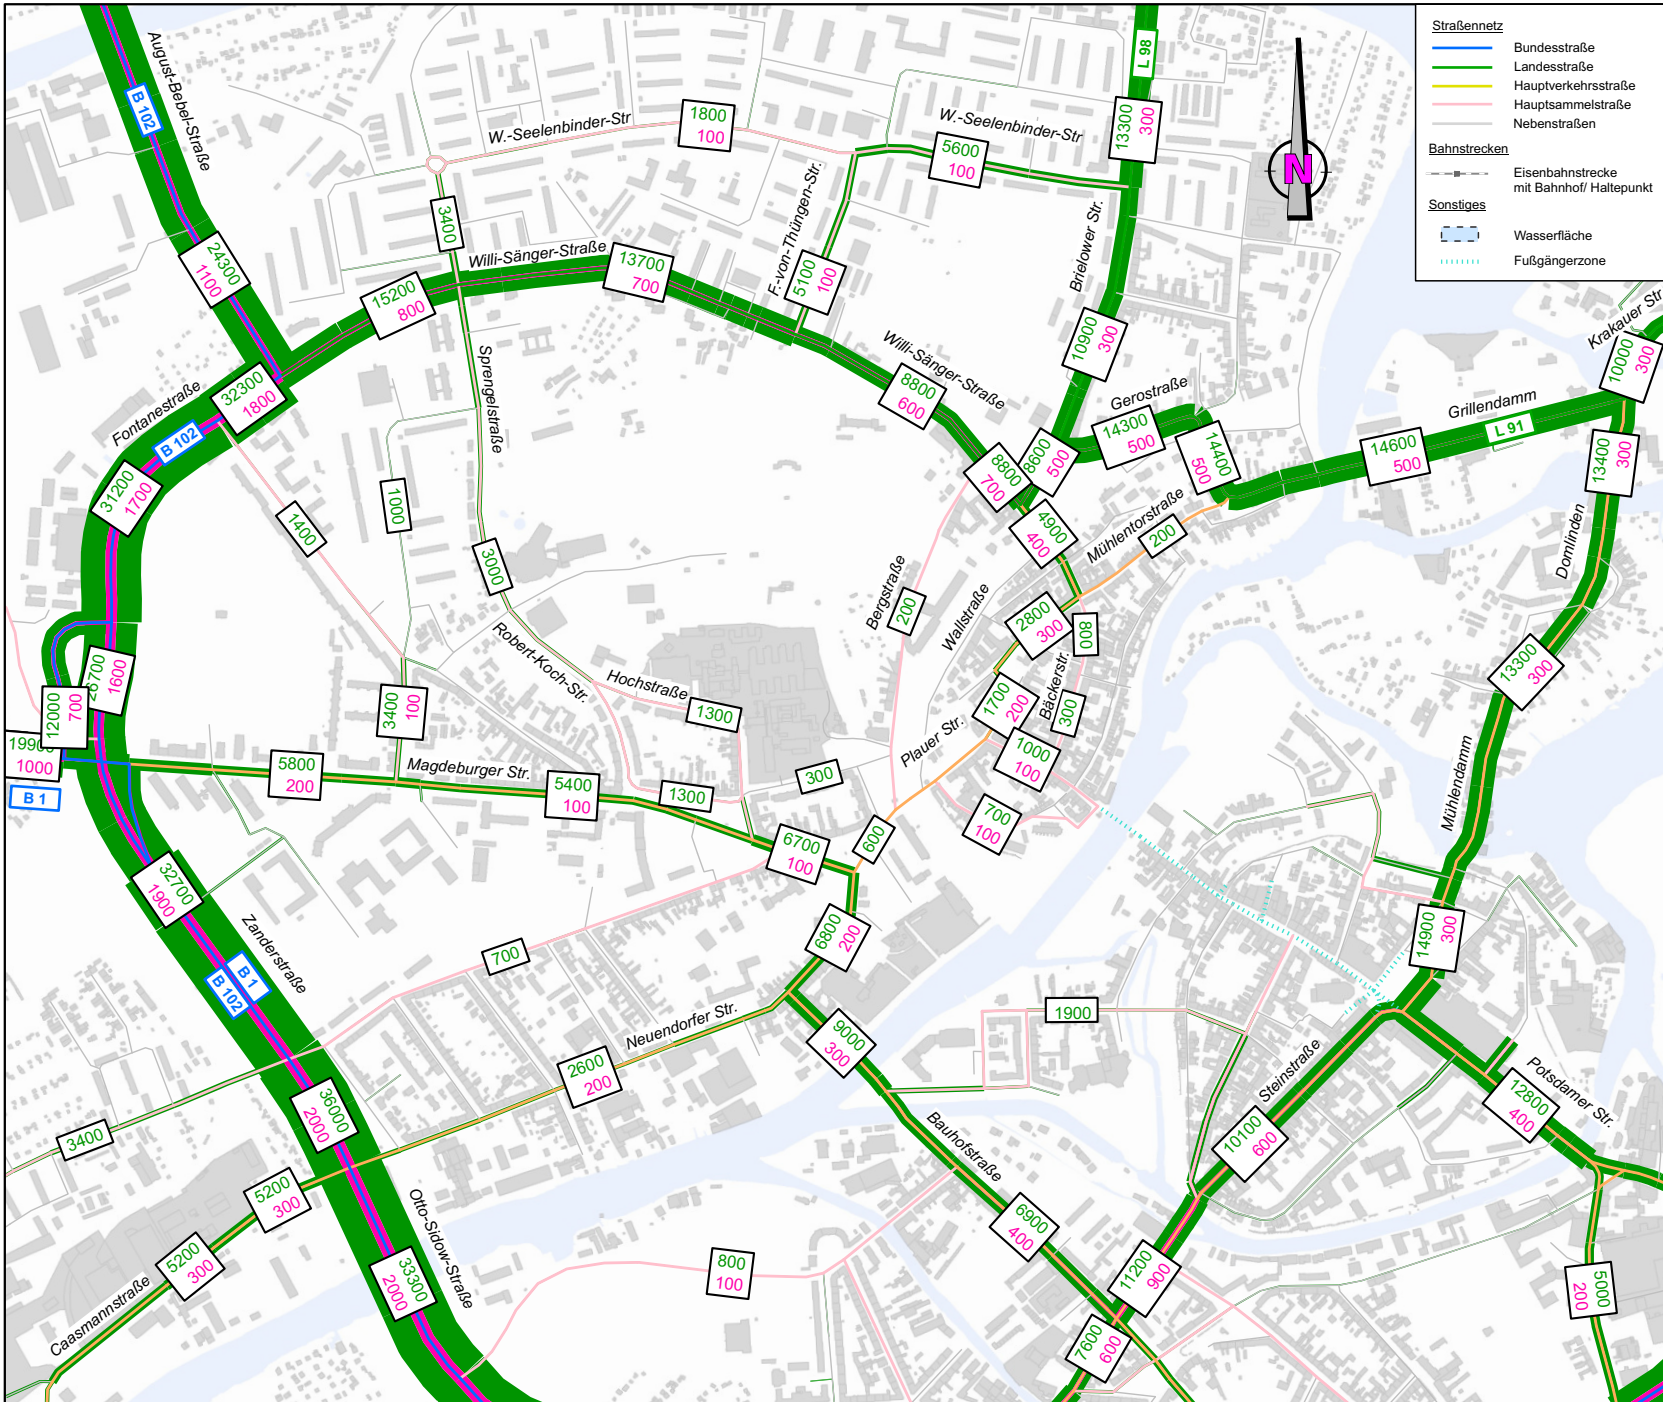 Straßennetz
Bundesstraße
Landesstraße
Hauptverkehrsstraße
Hauptsammelstraße
Nebenstraßen
Bahnstrecken
Eisenbahnstrecke
mit Bahnhof/ Haltepunkt
Sonstiges
Wasserfläche
Fußgängerzone
N
August-Bebel-Straße
B 102
L 98
W.-Seelenbinder-Str
1800
100
W.-Seelenbinder-Str
5600
100
13300
300
3400
24300
1100
Willi-Sänger-Straße
13700
700
15200
800
F.-von-Thüngen-Str.
5100
100
Brielower Str.
10900
300
Krakauer Str
10000
300
Willi-Sänger-Straße
8800
600
Gerostraße
14300
500
Grillendamm
L 91
14600
500
14400
500
13400
300
Fontanestraße
32300
1800
B 102
31200
1700
Sprengelstraße
1000
1400
3000
8600
500
8800
700
4900
400
Mühlentorstraße
200
Domlinden
Bergstraße
200
Wallstraße
2800
300
800
Bäckerstr.
300
1700
200
1000
100
Plauer Str.
700
100
13300
300
Mühlendamm
Robert-Koch-Str.
Hochstraße
1300
3400
100
26700
1600
12000
700
19900
1000
B 1
5800
200
Magdeburger Str.
5400
100
1300
300
6700
100
600
6800
200
32700
1900
Zanderstraße
B 1
B 102
700
Neuendorfer Str.
2600
200
9000
300
1900
14900
300
Steinstraße
10100
600
Potsdamer Str.
12800
400
36000
2000
3400
5200
300
5200
300
Caasmannstraße
Otto-Sidow-Straße
33300
2000
Bauhofstraße
6900
400
800
100
11200
900
7600
600
5000
200